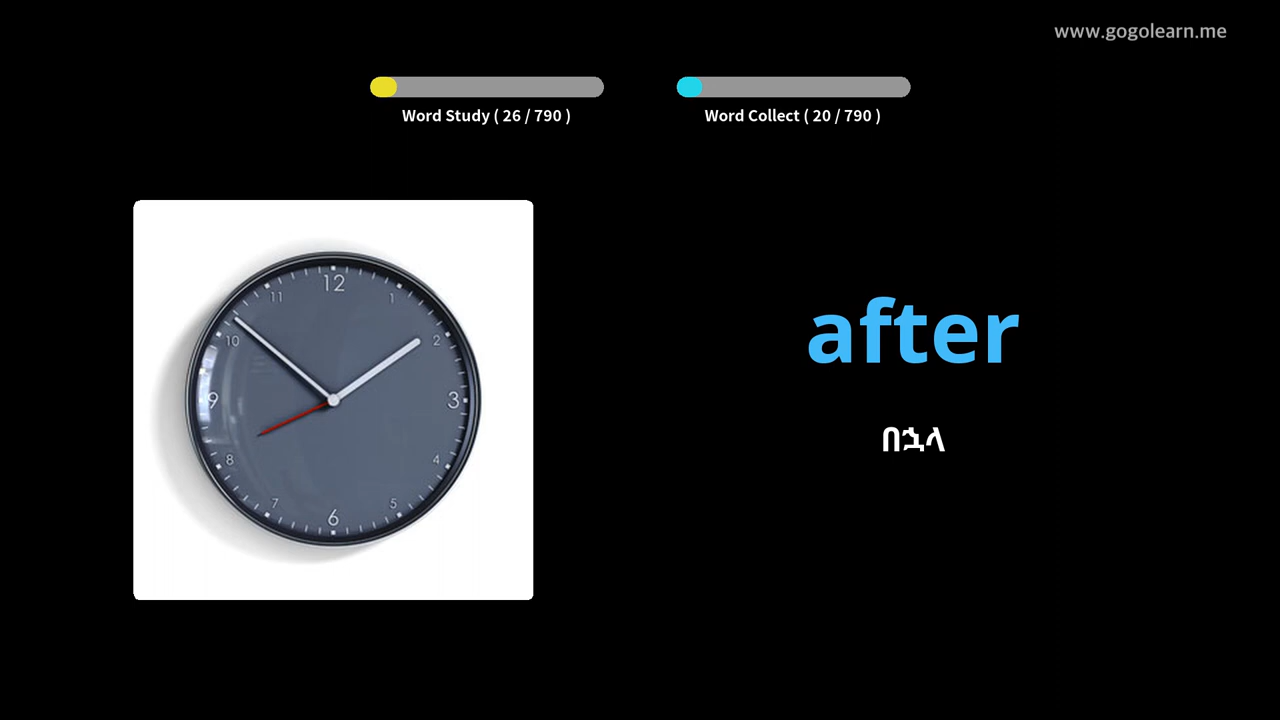 www.gogolearn.me
Word Study ( 26 / 790 )
Word Collect ( 20 / 790 )
12
11
1
10
2
9
3
8
4
7
5
6
after
በኋላ